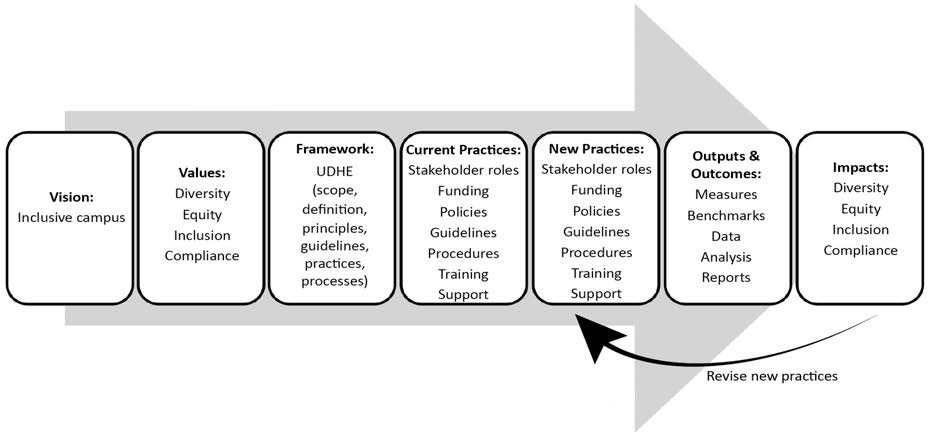 Vision:
Inclusive campus
Values:
Diversity
Equity
Inclusion
Compliance
Framework:
UDHE
(scope,
definition,
principles,
guidelines,
practices,
processes)
Current Practices:
Stakeholder roles
Funding
Policies
Guidelines
Procedures
Training
Support
New Practices:
Stakeholder roles
Funding
Policies
Guidelines
Procedures
Training
Support
Outputs &
Outcomes:
Measures
Benchmarks
Data
Analysis
Reports
Impacts:
Diversity
Equity
Inclusion
Compliance
Revise new practices